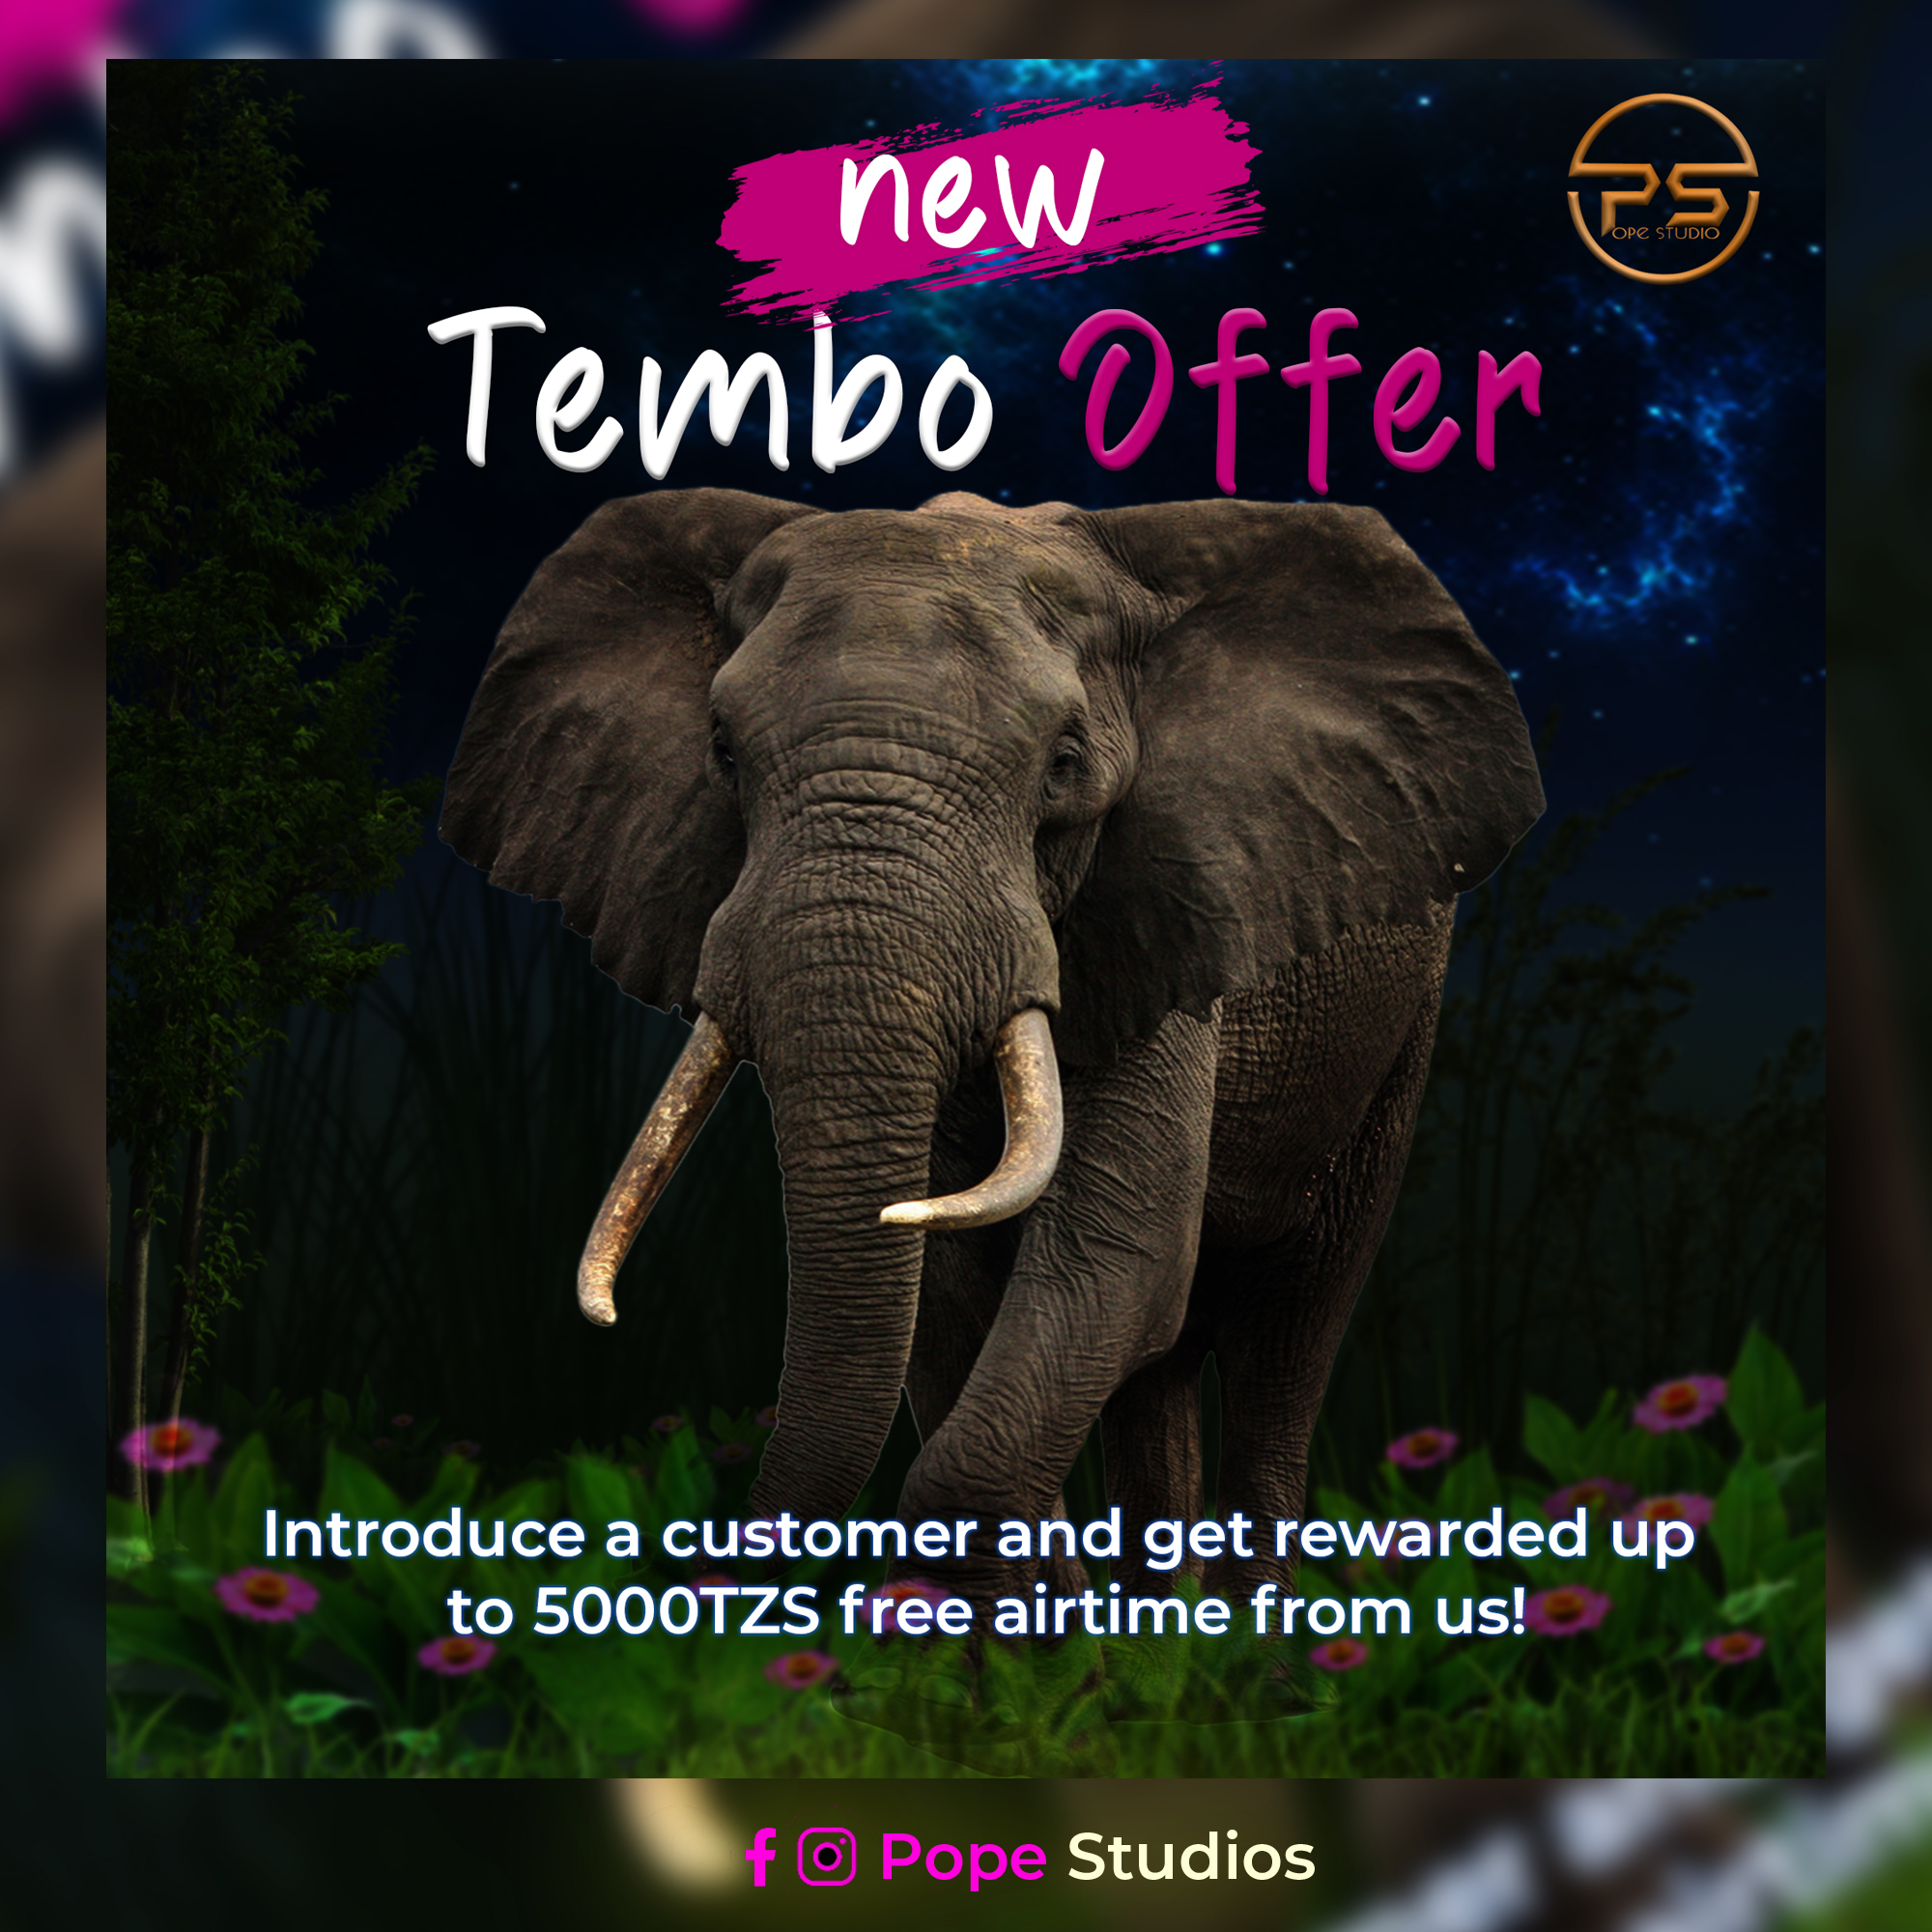 new
PS
OPE STUDIO
Tembo Offer
Introduce a customer and get rewarded up
to 5000TZS free airtime from us!
Pope Studios